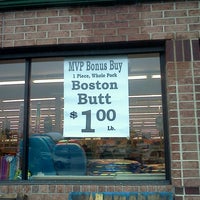 MVP Bonus Buy
1 Piece, Whole Pork
Boston
Butt
$1.00
Lb.